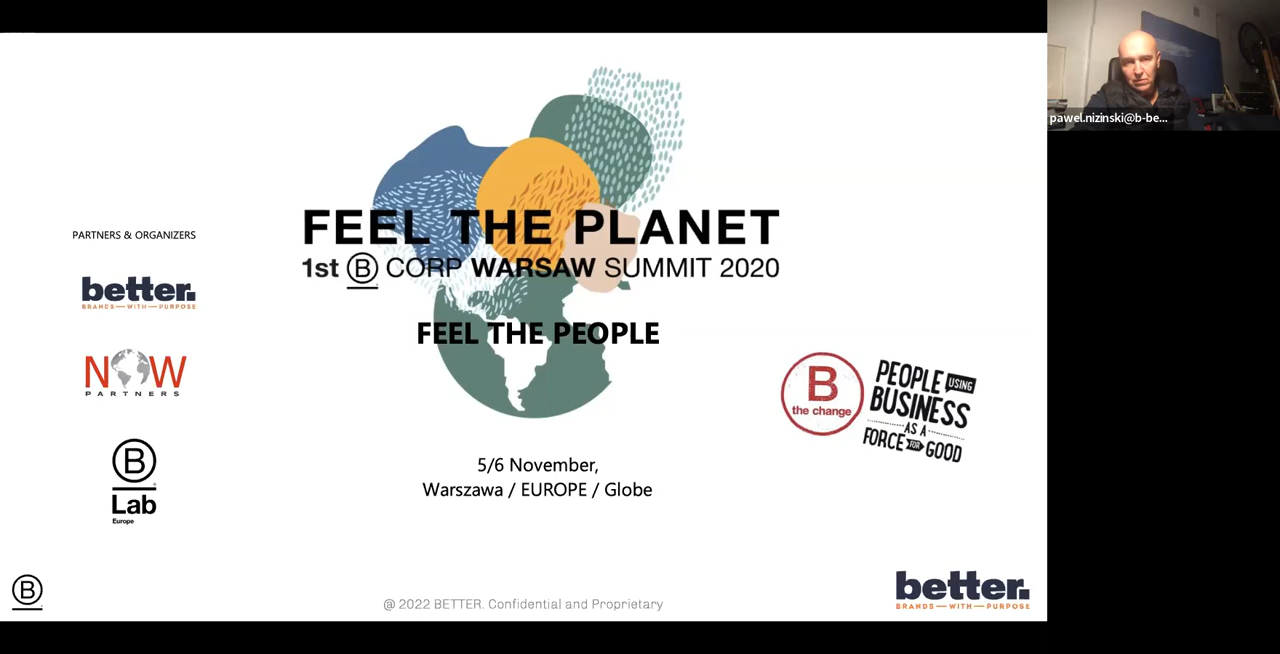 pawel.nizinski@b-be...
FEEL THE PLANET
1st B CORP WARSAW SUMMIT 2020
FEEL THE PEOPLE
PARTNERS & ORGANIZERS
better.
BRANDS — WITH — PURPOSE
NOW
PARTNERS
B
Lab
Europe
B
the change
PEOPLE USING
BUSINESS
AS A
FORCE FOR GOOD
5/6 November,
Warszawa / EUROPE / Globe
B
@ 2022 BETTER. Confidential and Proprietary
better.
BRANDS — WITH — PURPOSE